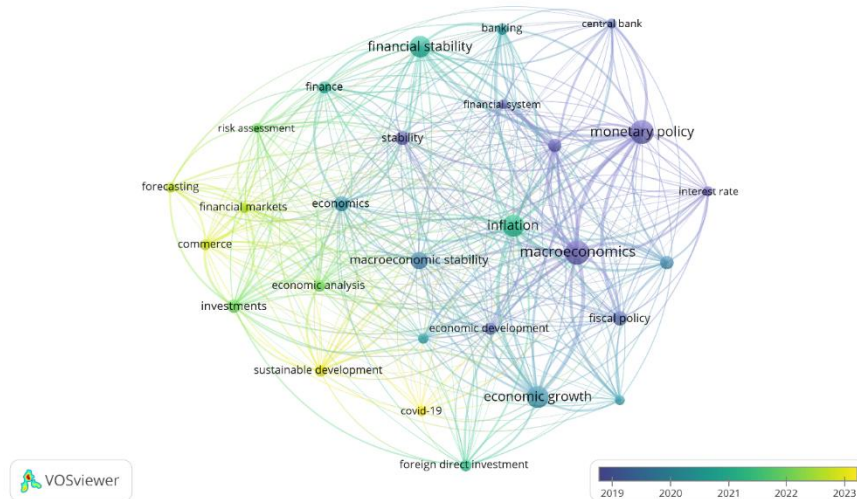 central bank
banking
financial stability
finance
financial system
risk assessment
stability
monetary policy
forecasting
interest rate
financial markets
economics
inflation
commerce
macroeconomics
macroeconomic stability
economic analysis
investments
economic development
fiscal policy
sustainable development
economic growth
covid-19
foreign direct investment
VOSviewer
2019 2020 2021 2022 2023